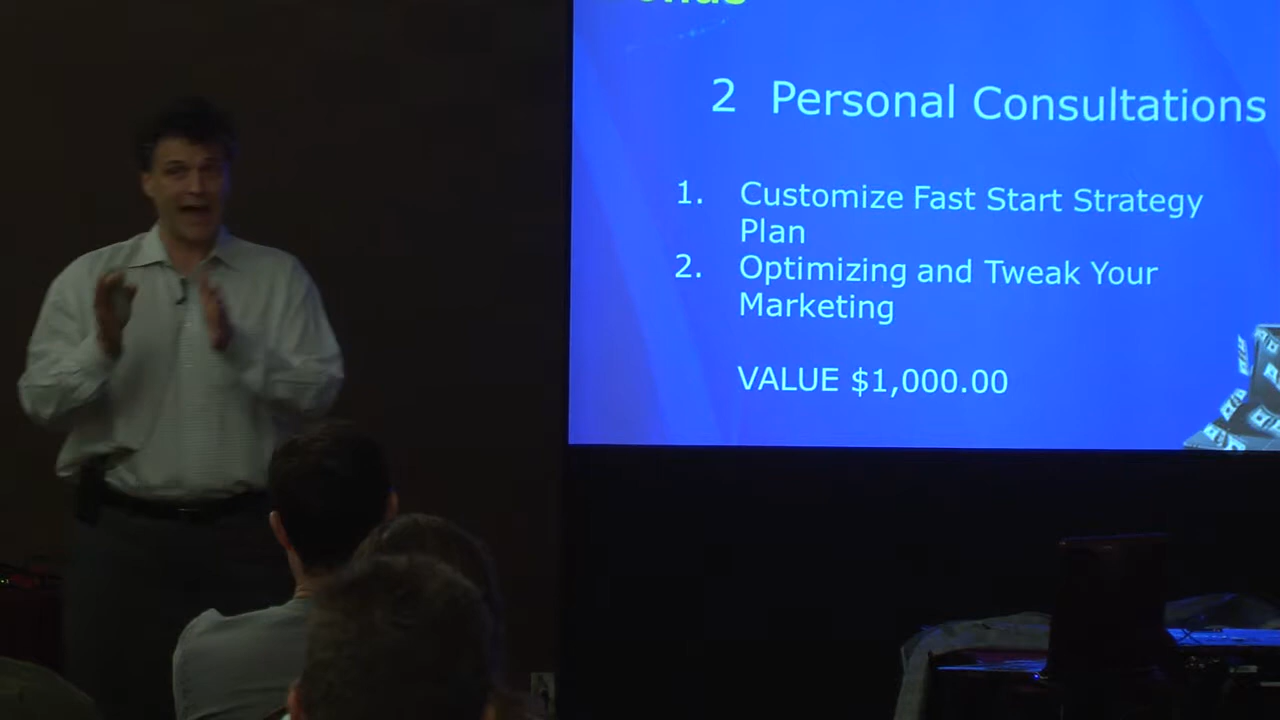 2 Personal Consultations
1. Customize Fast Start Strategy
Plan
2. Optimizing and Tweak Your
Marketing
VALUE $1,000.00